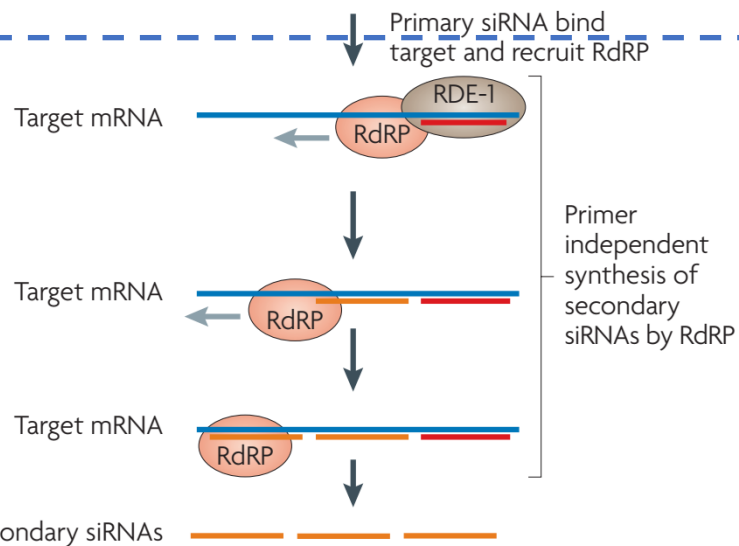 Primary siRNA bind
target and recruit RdRP
RDE-1
Target mRNA
RdRP
Primer
independent
synthesis of
secondary
siRNAs by RdRP
Target mRNA
RdRP
Target mRNA
RdRP
ondary siRNAs